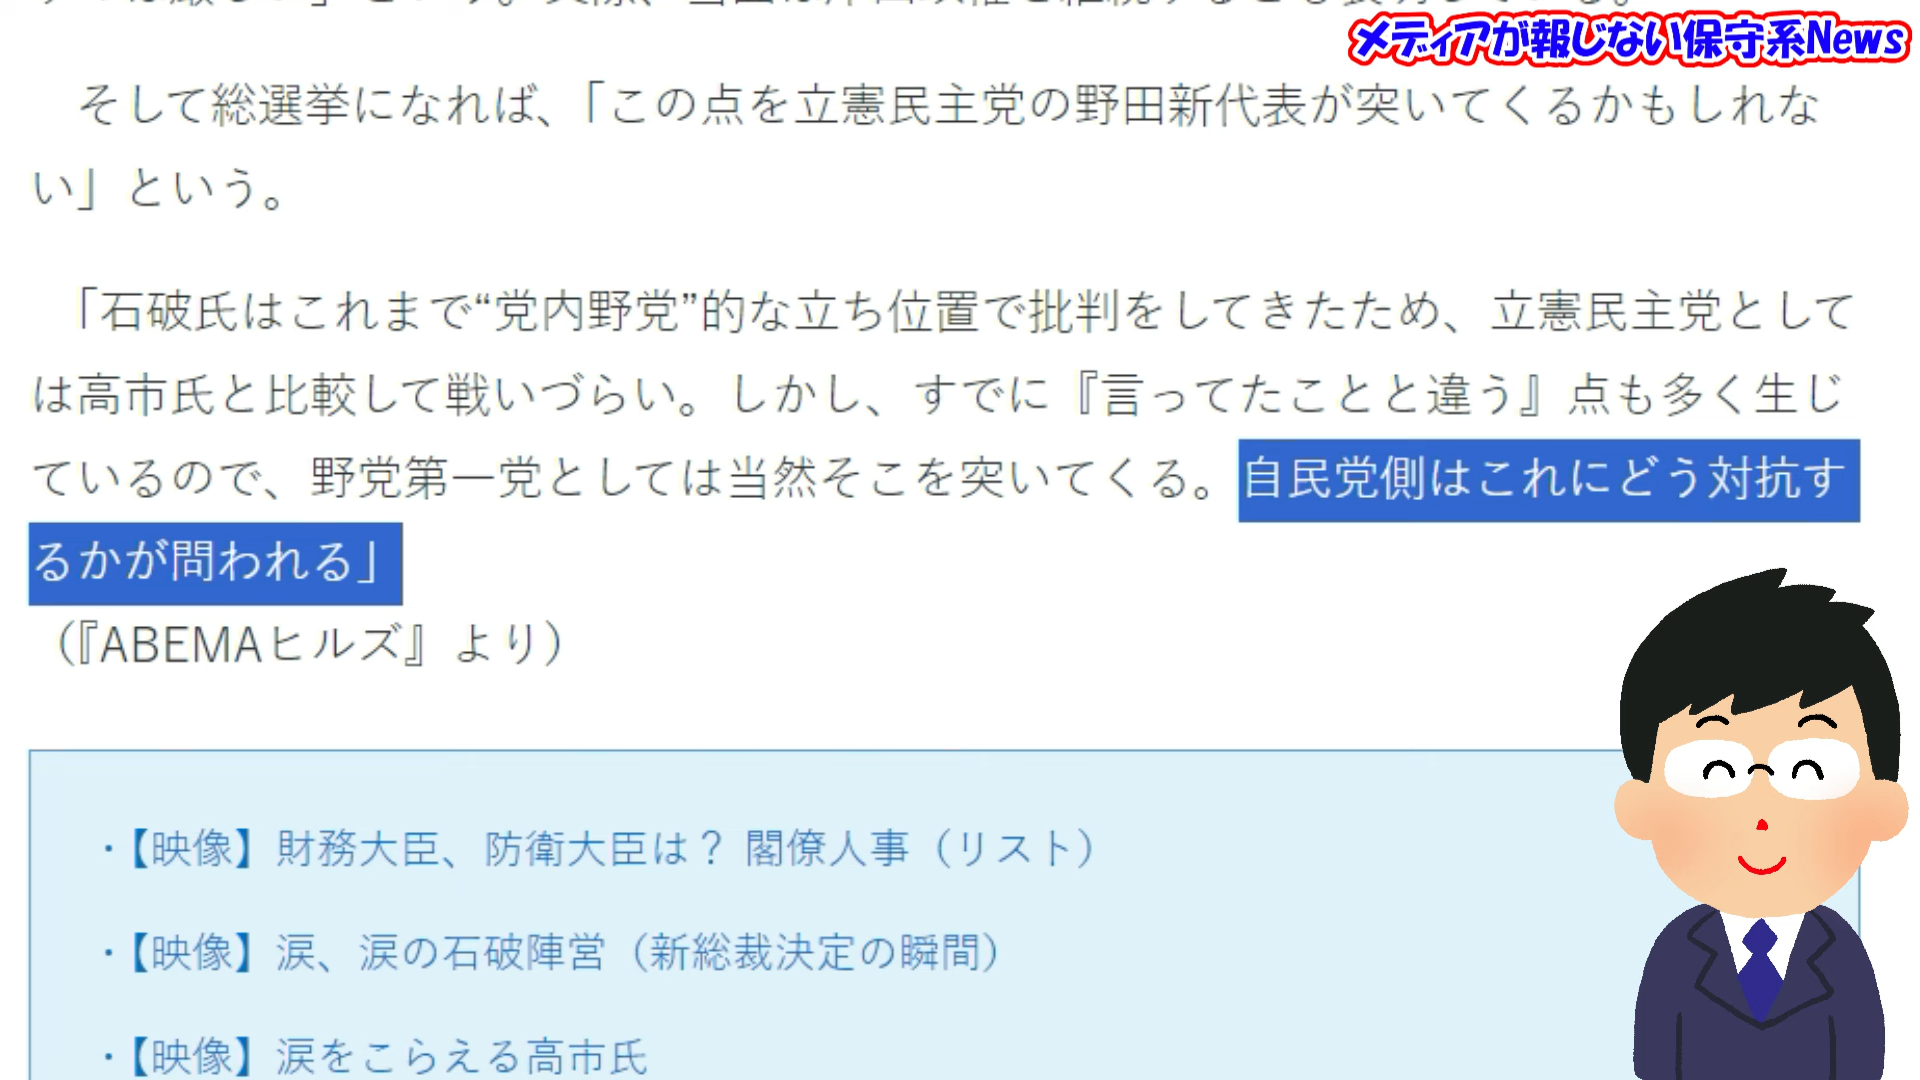 メディアが報じない保守系News
そして総選挙になれば、「この点を立憲民主党の野田新代表が突いてくるかもしれな
い」という。
「石破氏はこれまで“党内野党”的な立ち位置で批判をしてきたため、立憲民主党として
は高市氏と比較して戦いづらい。しかし、すでに『言ってたことと違う』点も多く生じ
ているので、野党第一党としては当然そこを突いてくる。自民党側はこれにどう対抗す
るかが問われる」
（『ABEMAヒルズ』より）
・【映像】財務大臣、防衛大臣は？ 閣僚人事（リスト）
・【映像】涙、涙の石破陣営（新総裁決定の瞬間）
・【映像】涙をこらえる高市氏